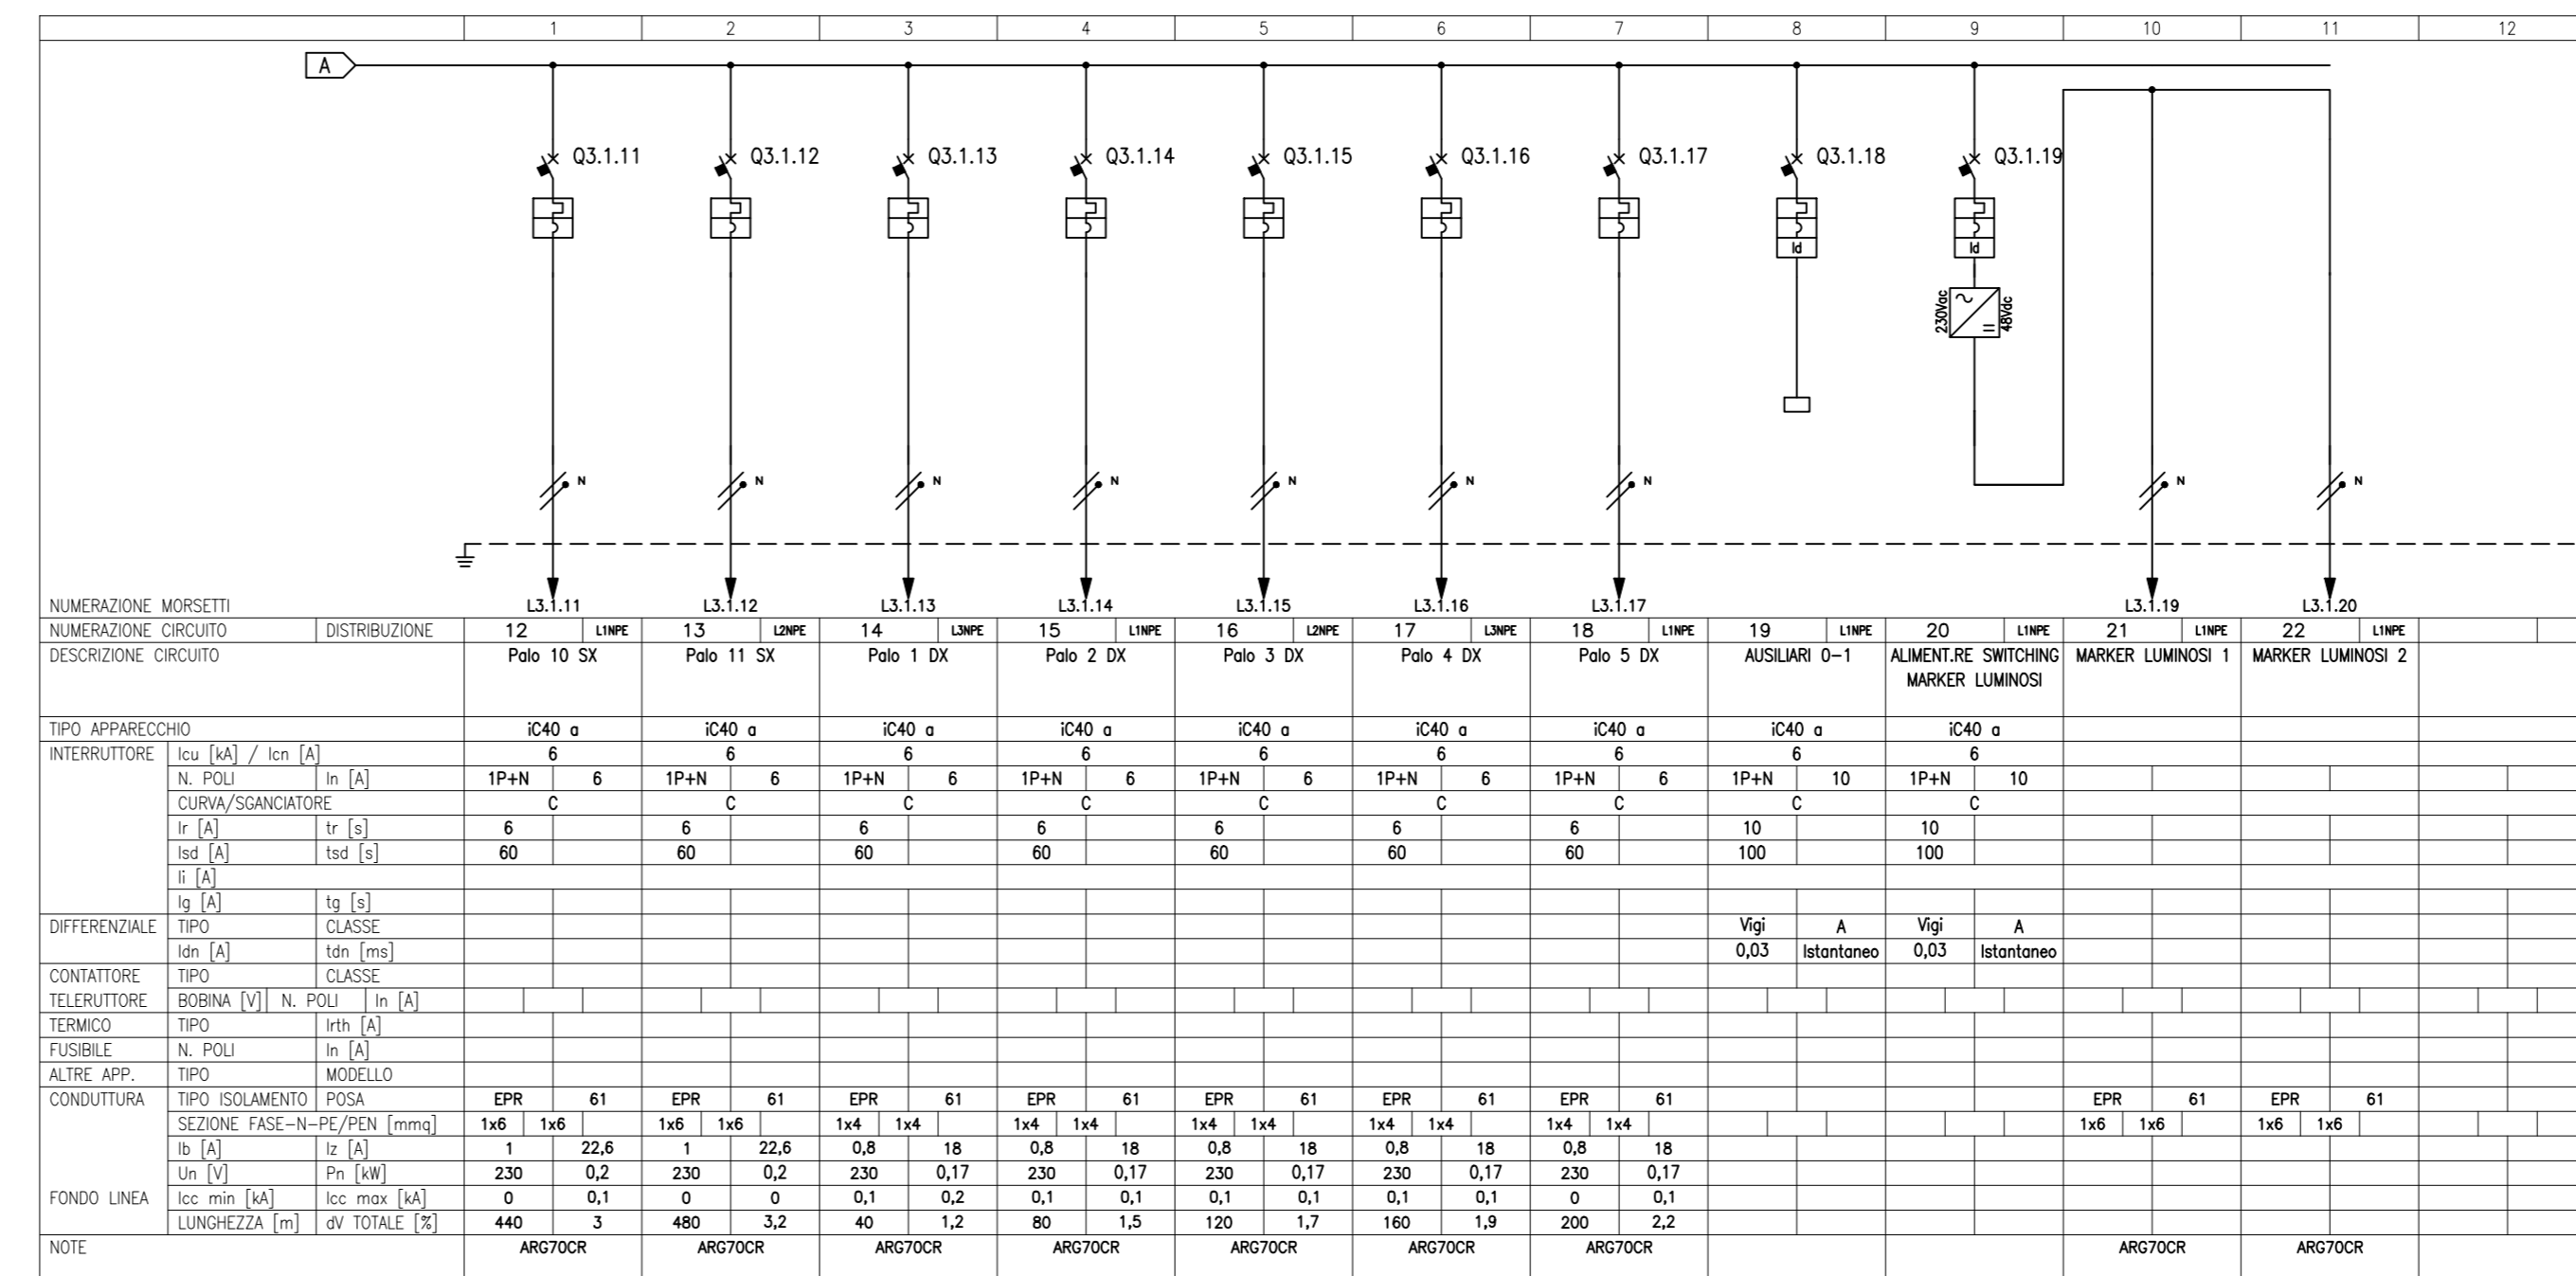 1 2 3 4 5 6 7 8 9 10 11 12
A
Q3.1.11 Q3.1.12 Q3.1.13 Q3.1.14 Q3.1.15 Q3.1.16 Q3.1.17 Q3.1.18 Q3.1.19
Id Id
230Vac 48Vdc
N N N N N N N N N
NUMERAZIONE MORSETTI L3.1.11 L3.1.12 L3.1.13 L3.1.14 L3.1.15 L3.1.16 L3.1.17 L3.1.19 L3.1.20
NUMERAZIONE CIRCUITO DISTRIBUZIONE 12 L1NPE 13 L2NPE 14 L3NPE 15 L1NPE 16 L2NPE 17 L3NPE 18 L1NPE 19 L1NPE 20 L1NPE 21 L1NPE 22 L1NPE
DESCRIZIONE CIRCUITO Palo 10 SX Palo 11 SX Palo 1 DX Palo 2 DX Palo 3 DX Palo 4 DX Palo 5 DX AUSILIARI 0-1 ALIMENT.RE SWITCHING MARKER LUMINOSI 1 MARKER LUMINOSI 2
MARKER LUMINOSI
TIPO APPARECCHIO iC40 a iC40 a iC40 a iC40 a iC40 a iC40 a iC40 a iC40 a iC40 a
INTERRUTTORE Icu [kA] / Icn [A] 6 6 6 6 6 6 6 6 6
N. POLI In [A] 1P+N 6 1P+N 6 1P+N 6 1P+N 6 1P+N 6 1P+N 6 1P+N 6 1P+N 10 1P+N 10
CURVA/SGANCIATORE C C C C C C C C C
Ir [A] tr [s] 6 6 6 6 6 6 6 10 10
Isd [A] tsd [s] 60 60 60 60 60 60 60 100 100
Ii [A]
Ig [A] tg [s]
DIFFERENZIALE TIPO CLASSE Vigi A Vigi A
Idn [A] tdn [ms] 0,03 Istantaneo 0,03 Istantaneo
CONTATTORE TIPO CLASSE
TELERUTTORE BOBINA [V] N. POLI In [A]
TERMICO TIPO Irth [A]
FUSIBILE N. POLI In [A]
ALTRE APP. TIPO MODELLO
CONDUTTURA TIPO ISOLAMENTO POSA EPR 61 EPR 61 EPR 61 EPR 61 EPR 61 EPR 61 EPR 61 EPR 61 EPR 61
SEZIONE FASE-N-PE/PEN [mmq] 1x6 1x6 1x6 1x6 1x4 1x4 1x4 1x4 1x4 1x4 1x4 1x4 1x4 1x4 1x6 1x6 1x6 1x6
Ib [A] Iz [A] 1 22,6 1 22,6 0,8 18 0,8 18 0,8 18 0,8 18 0,8 18
Un [V] Pn [kW] 230 0,2 230 0,2 230 0,17 230 0,17 230 0,17 230 0,17 230 0,17
FONDO LINEA Icc min [kA] Icc max [kA] 0 0,1 0 0 0,1 0,2 0,1 0,1 0,1 0,1 0,1 0,1 0 0,1
LUNGHEZZA [m] dV TOTALE [%] 440 3 480 3,2 40 1,2 80 1,5 120 1,7 160 1,9 200 2,2
NOTE ARG7OCR ARG7OCR ARG7OCR ARG7OCR ARG7OCR ARG7OCR ARG7OCR ARG7OCR ARG7OCR